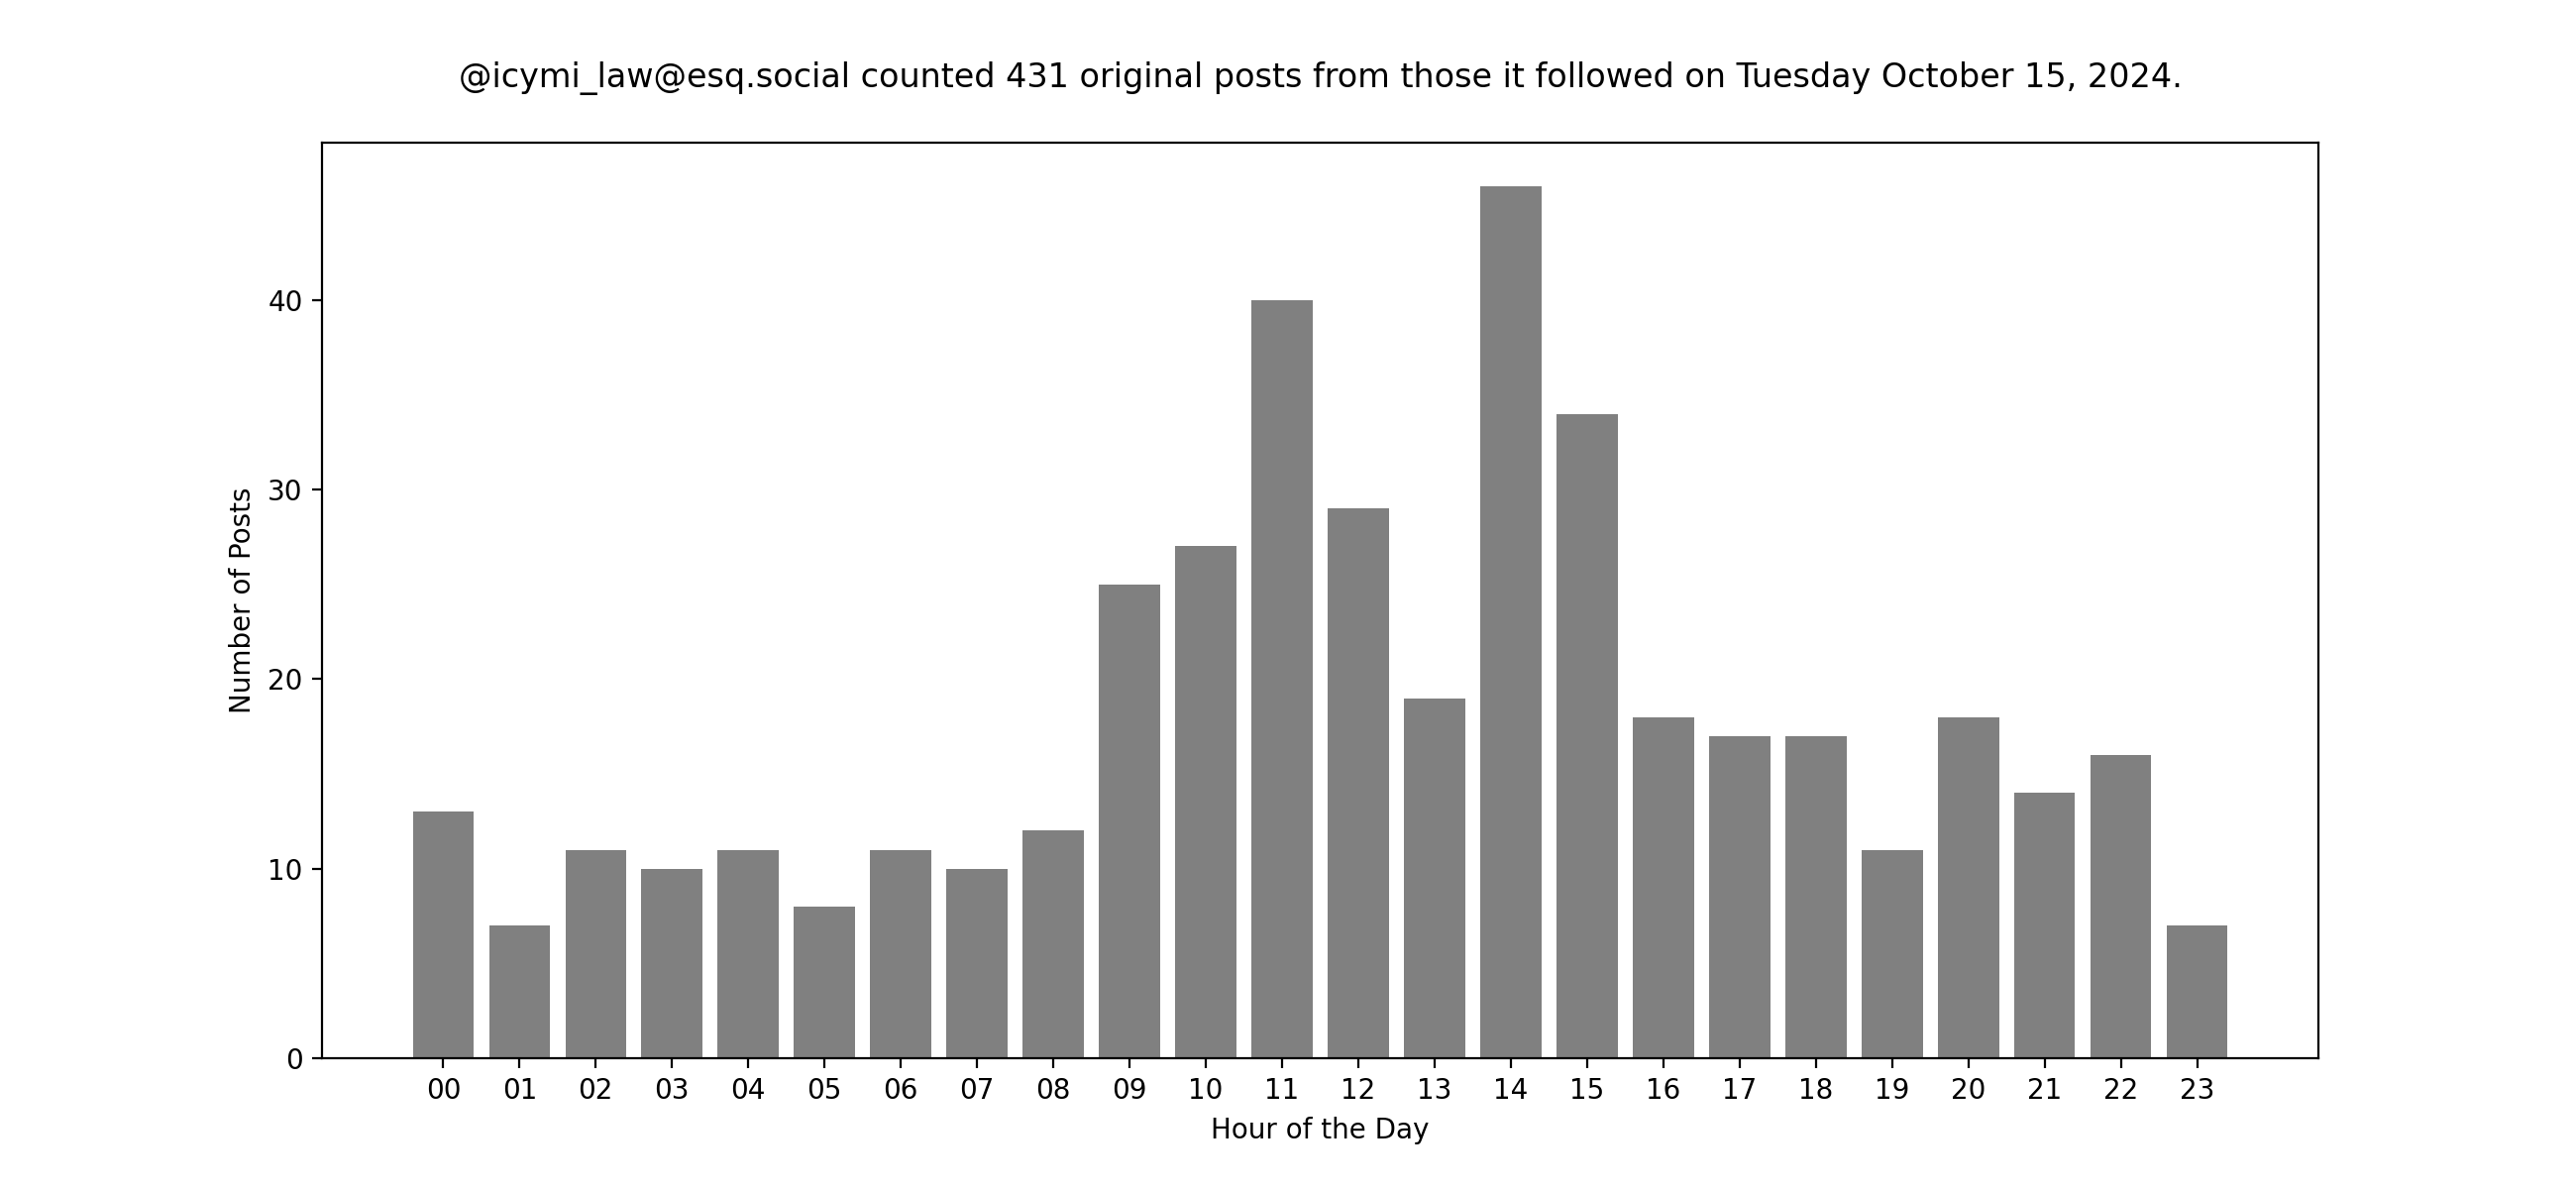 @icymi_law@esq.social counted 431 original posts from those it followed on Tuesday October 15, 2024.
Number of Posts
40
30
20
10
0
00 01 02 03 04 05 06 07 08 09 10 11 12 13 14 15 16 17 18 19 20 21 22 23
Hour of the Day